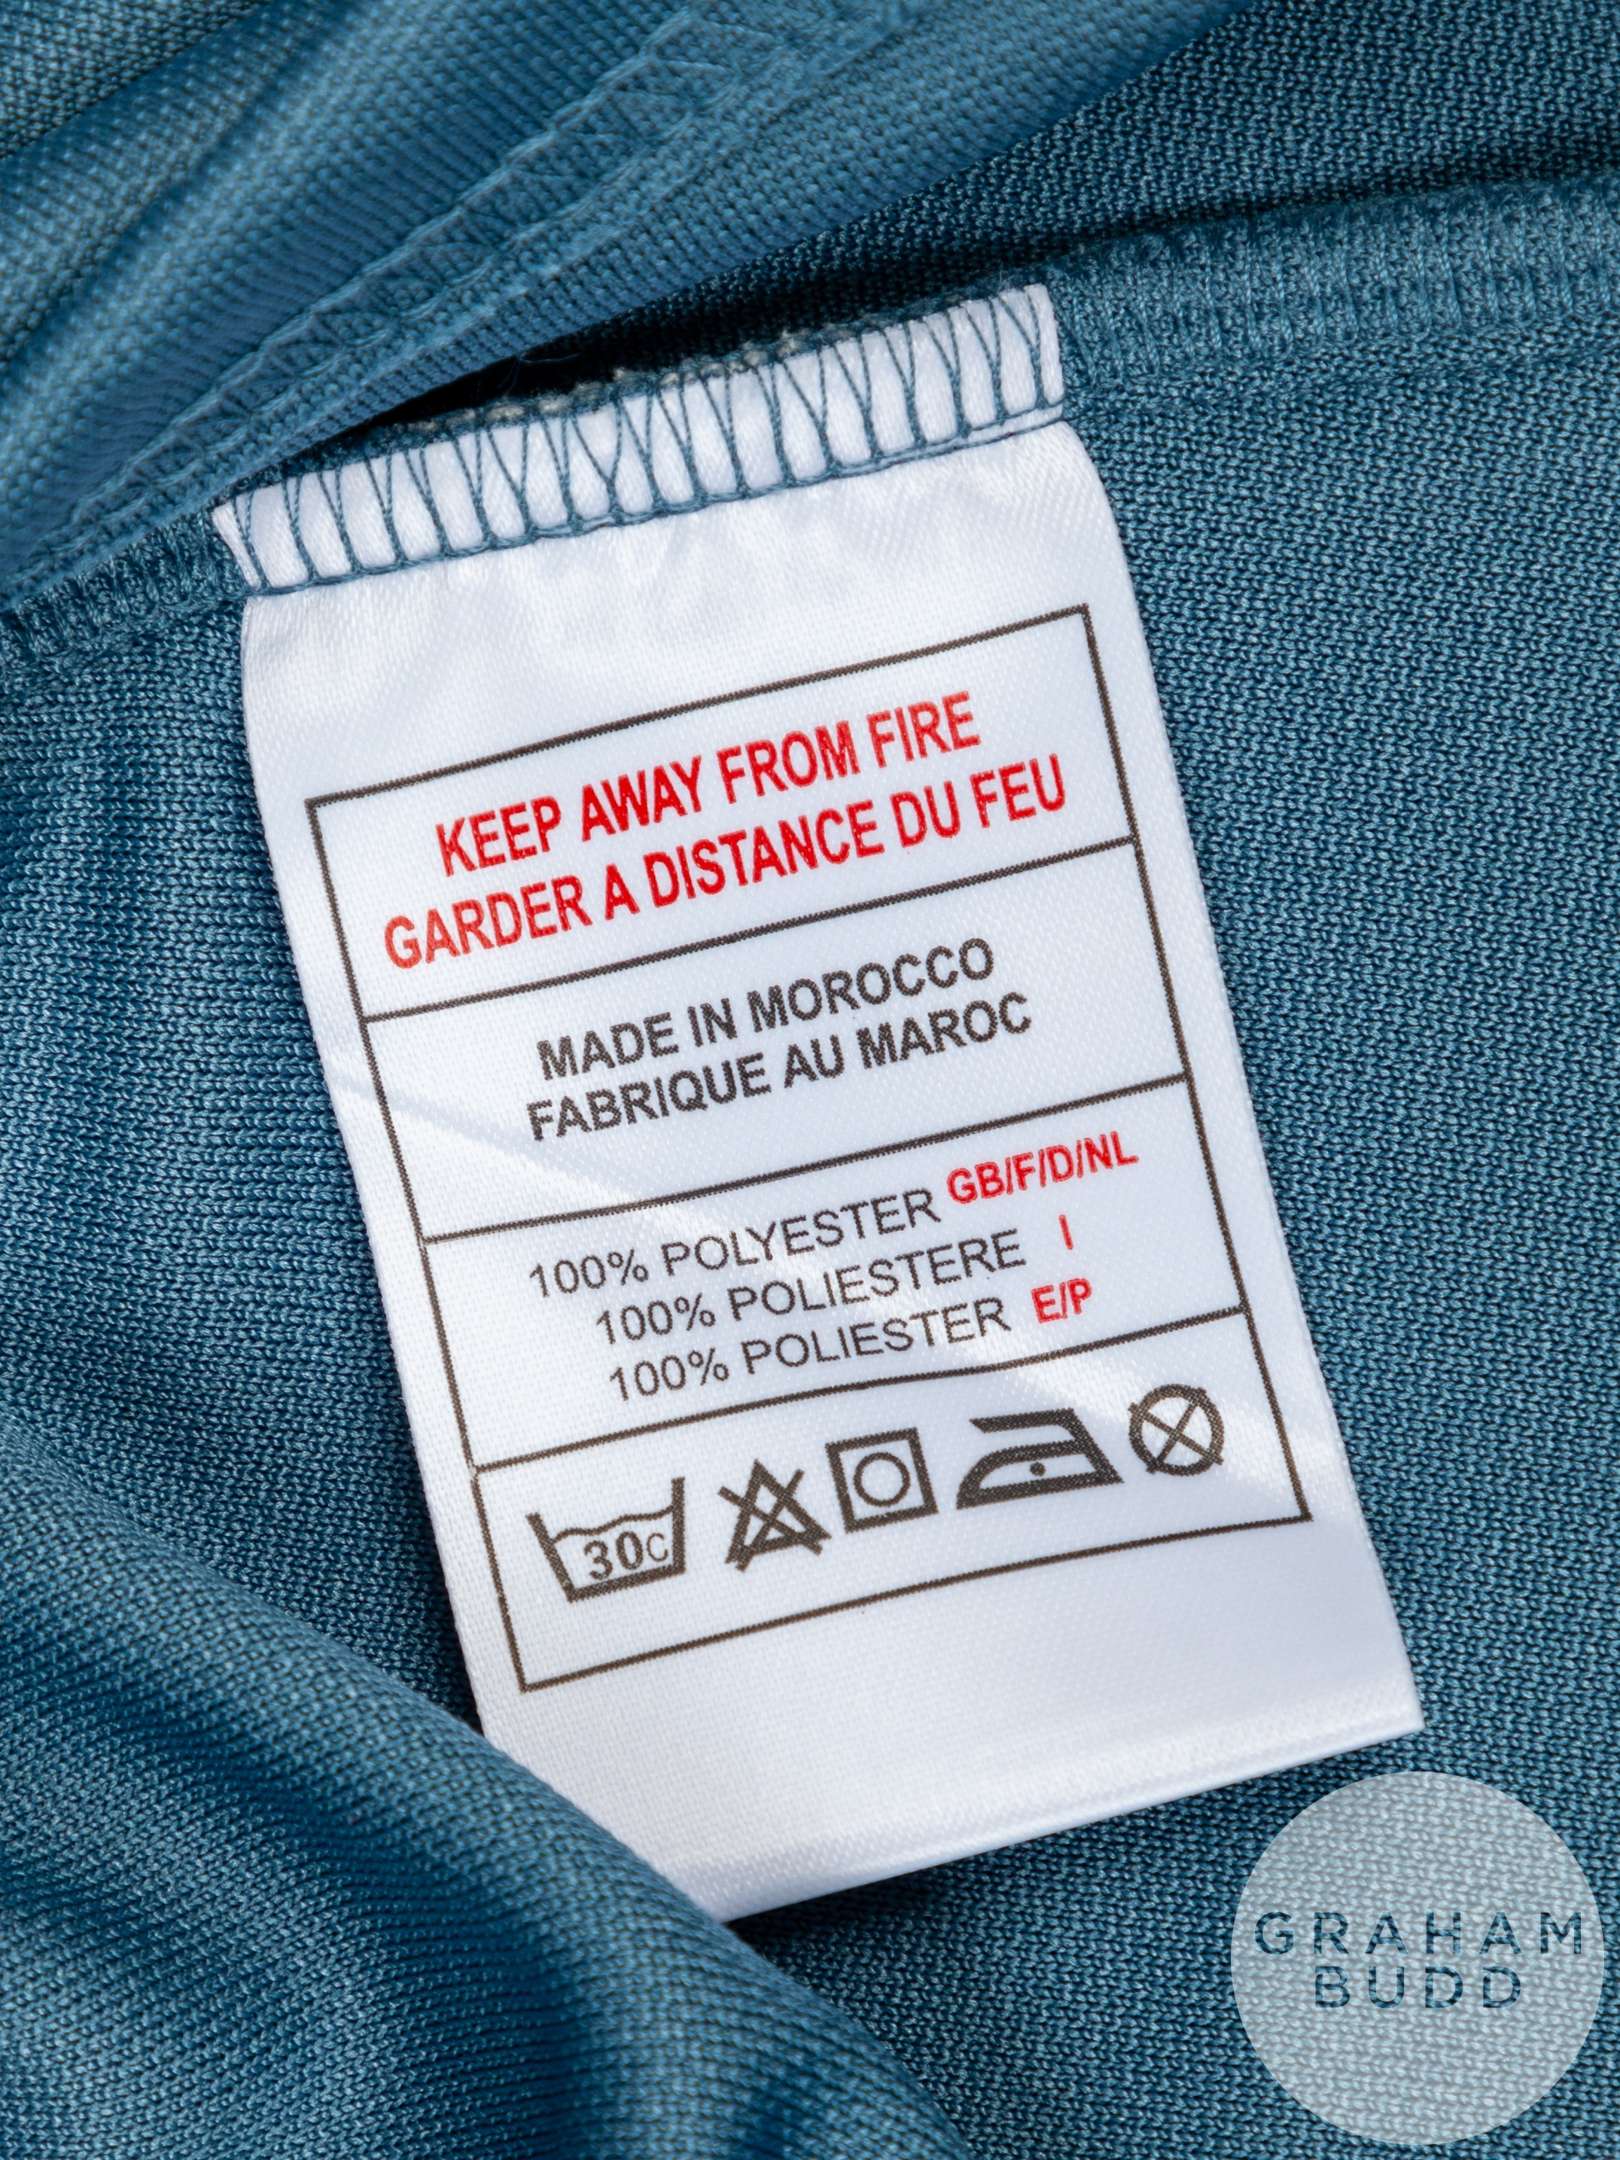 KEEP AWAY FROM FIRE
GARDER A DISTANCE DU FEU
MADE IN MOROCCO
FABRIQUE AU MAROC
100% POLYESTER GB/F/D/NL
100% POLIESTERE I
100% POLIESTER E/P
30C
GRAHAM
BUDD